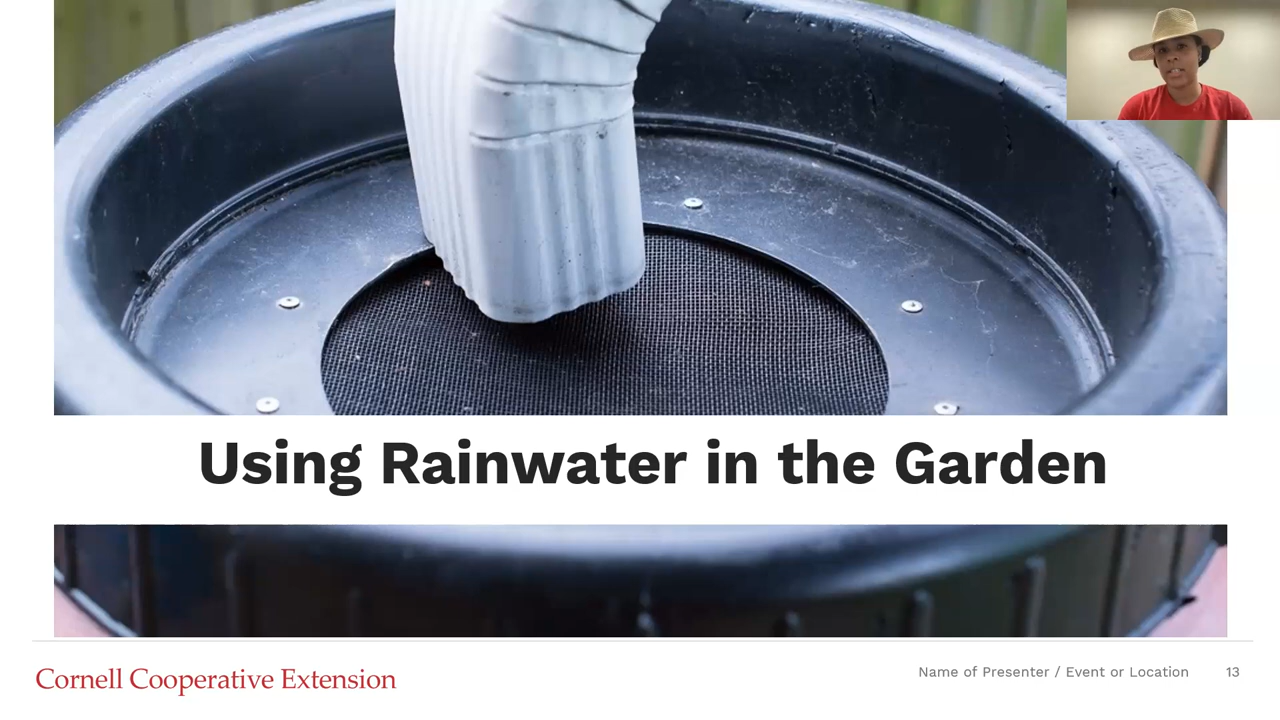 Using Rainwater in the Garden
Cornell Cooperative Extension
Name of Presenter / Event or Location 13